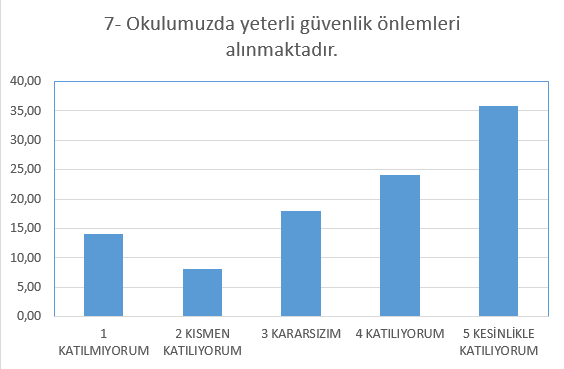 7- Okulumuzda yeterli güvenlik önlemleri
alınmaktadır.
40,00
35,00
30,00
25,00
20,00
15,00
10,00
5,00
0,00
1
KATILMIYORUM
2 KISMEN
KATILIYORUM
3 KARARSIZIM
4 KATILIYORUM
5 KESİNLİKLE
KATILIYORUM